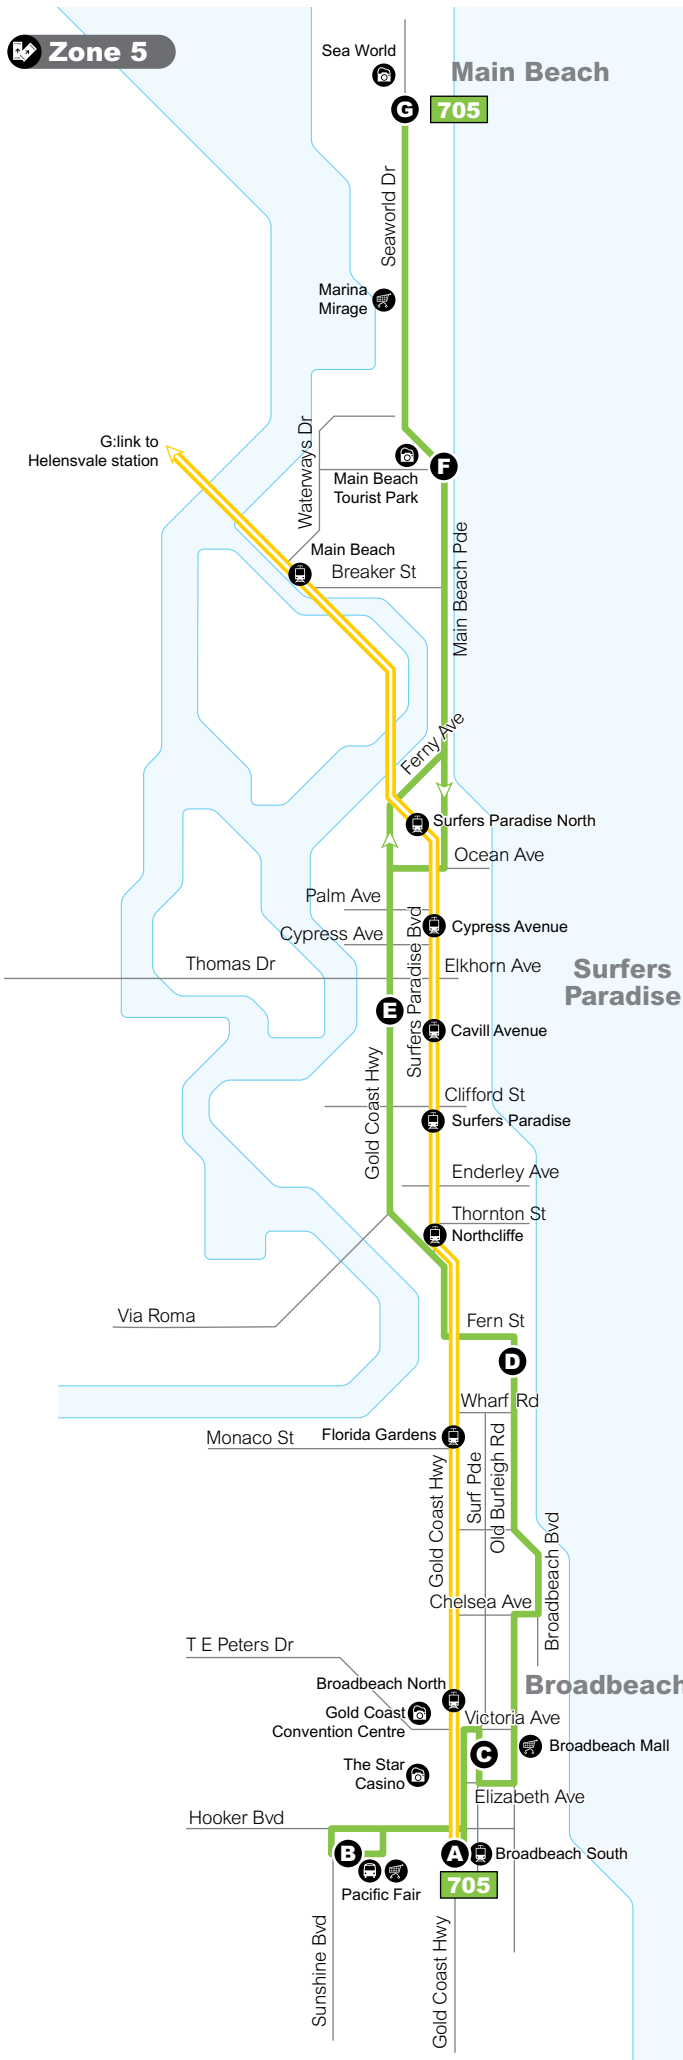 Zone 5
Sea World
Main Beach
G
705
Seaworld Dr
Marina
Mirage
Waterways Dr
G:link to
Helensvale station
F
Main Beach
Tourist Park
Main Beach Pde
Main Beach
Breaker St
Ferny Ave
Surfers Paradise North
Ocean Ave
Palm Ave
Surfers Paradise Bvd
Cypress Ave
Cypress Avenue
Thomas Dr
Elkhorn Ave
Surfers
Paradise
E
Cavill Avenue
Gold Coast Hwy
Clifford St
Surfers Paradise
Enderley Ave
Thornton St
Northcliffe
Via Roma
Fern St
D
Wharf Rd
Monaco St
Florida Gardens
Gold Coast Hwy
Surf Pde
Old Burleigh Rd
Broadbeach Bvd
Chelsea Ave
T E Peters Dr
Broadbeach North
Broadbeach
Gold Coast
Convention Centre
Victoria Ave
C
Broadbeach Mall
The Star
Casino
Elizabeth Ave
Hooker Bvd
B
A
Broadbeach South
Pacific Fair
705
Sunshine Bvd
Gold Coast Hwy